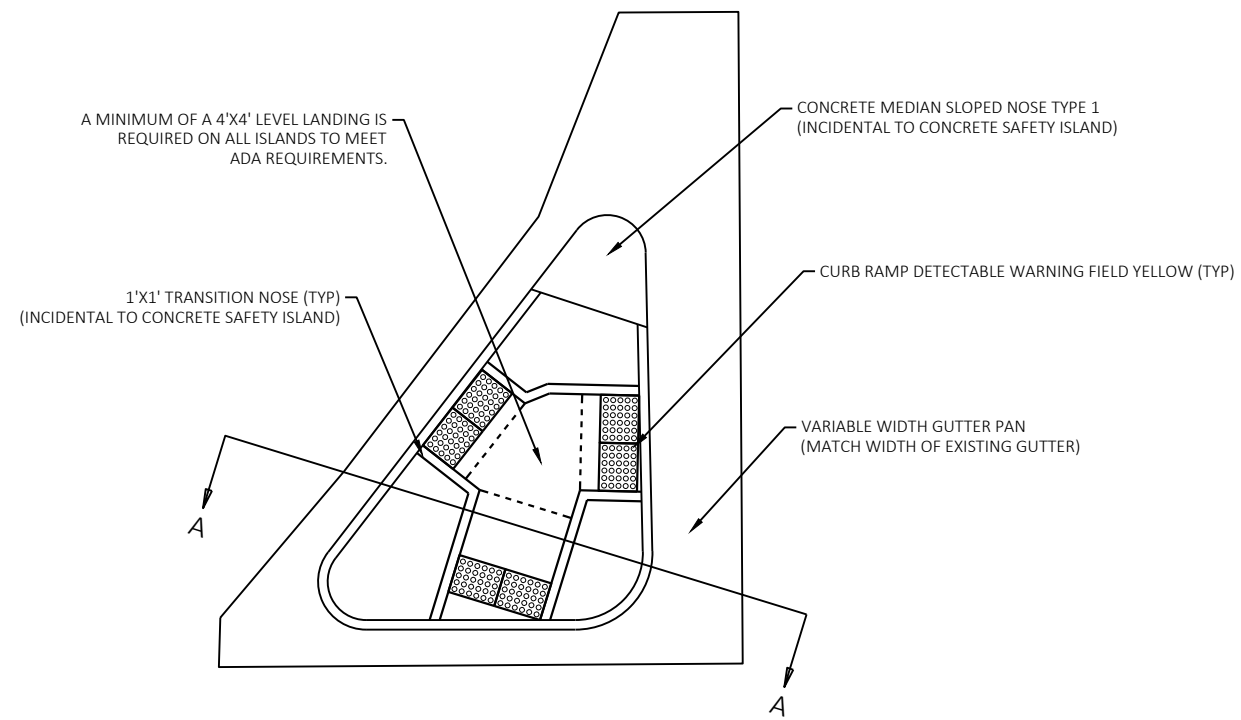 A MINIMUM OF A 4'X4' LEVEL LANDING IS
REQUIRED ON ALL ISLANDS TO MEET
ADA REQUIREMENTS.
CONCRETE MEDIAN SLOPED NOSE TYPE 1
(INCIDENTAL TO CONCRETE SAFETY ISLAND)
CURB RAMP DETECTABLE WARNING FIELD YELLOW (TYP)
1'X1' TRANSITION NOSE (TYP)
(INCIDENTAL TO CONCRETE SAFETY ISLAND)
VARIABLE WIDTH GUTTER PAN
(MATCH WIDTH OF EXISTING GUTTER)
A
A